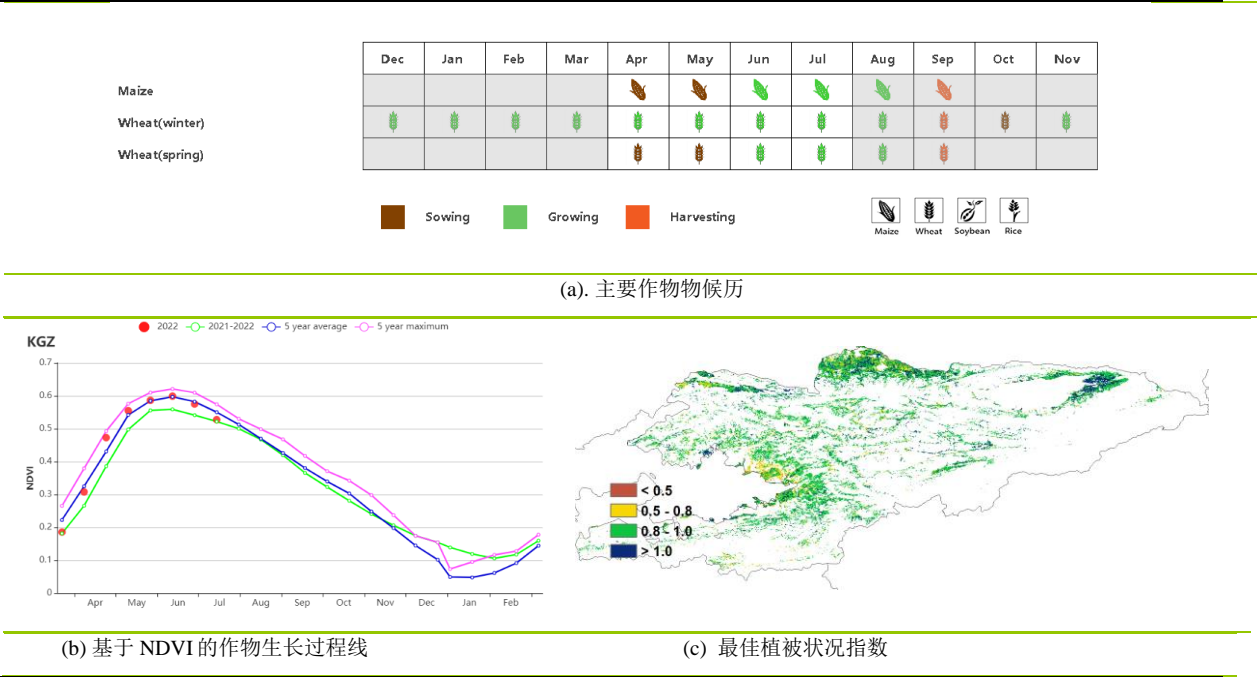 Dec Jan Feb Mar Apr May Jun Jul Aug Sep Oct Nov
Maize
Wheat(winter)
Wheat(spring)
Sowing Growing Harvesting
Maize Wheat Soybean Rice
(a). 主要作物物候历
2022 2021-2022 5 year average 5 year maximum
KGZ
0.7
0.6
0.5
0.4
0.3
0.2
0.1
0
NDVI
Apr May Jun Jul Aug Sep Oct Nov Dec Jan Feb
< 0.5
0.5 - 0.8
0.8 - 1.0
> 1.0
(b) 基于 NDVI 的作物生长过程线
(c) 最佳植被状况指数